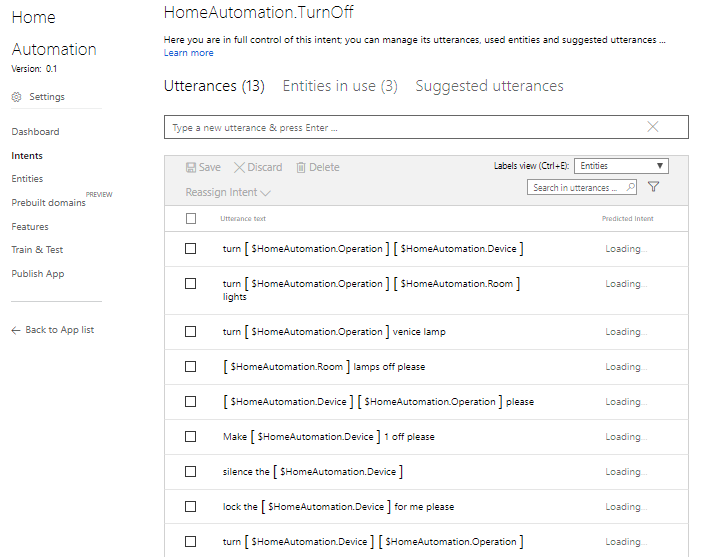 Home
Automation
Version: 0.1
Settings
Dashboard
Intents
Entities
Prebuilt domains PREVIEW
Features
Train & Test
Publish App
← Back to App list
HomeAutomation.TurnOff
Here you are in full control of this intent; you can manage its utterances, used entities and suggested utterances ...
Learn more
Utterances (13) Entities in use (3) Suggested utterances
Type a new utterance & press Enter ...
Save Discard Delete Labels view (Ctrl+E): Entities
Reassign Intent Search in utterances ...
Utterance text Predicted Intent
turn [ $HomeAutomation.Operation ] [ $HomeAutomation.Device ] Loading...
turn [ $HomeAutomation.Operation ] [ $HomeAutomation.Room ] Loading...
lights
turn [ $HomeAutomation.Operation ] venice lamp Loading...
[ $HomeAutomation.Room ] lamps off please Loading...
[ $HomeAutomation.Device ] [ $HomeAutomation.Operation ] please Loading...
Make [ $HomeAutomation.Device ] 1 off please Loading...
silence the [ $HomeAutomation.Device ] Loading...
lock the [ $HomeAutomation.Device ] for me please Loading...
turn [ $HomeAutomation.Device ] [ $HomeAutomation.Operation ] Loading...